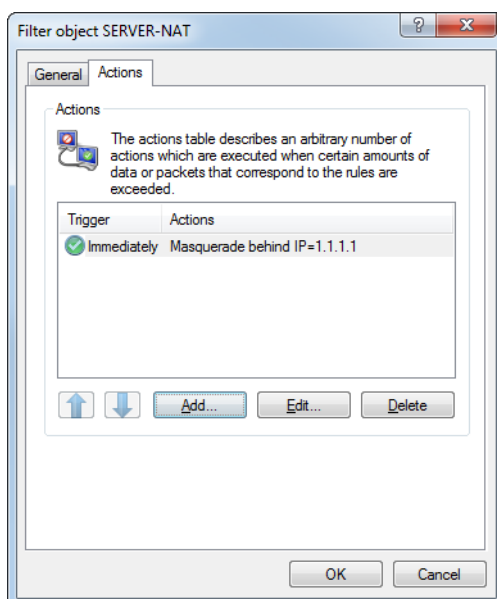 Filter object SERVER-NAT
?
X
General Actions
Actions
The actions table describes an arbitrary number of
actions which are executed when certain amounts of
data or packets that correspond to the rules are
exceeded.
Trigger Actions
Immediately Masquerade behind IP=1.1.1.1
Add... Edit... Delete
OK Cancel